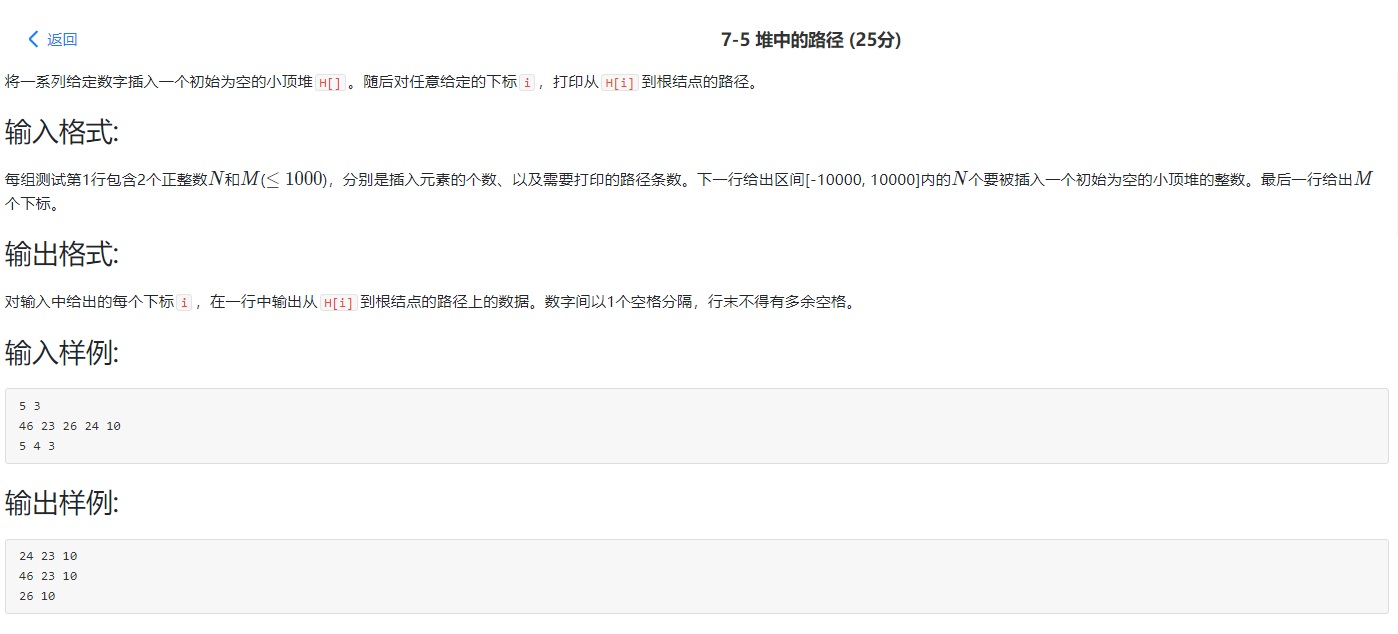 返回
7-5 堆中的路径 (25分)
将一系列给定数字插入一个初始为空的小顶堆 H[] 。随后对任意给定的下标 i ，打印从 H[i] 到根结点的路径。
输入格式:
每组测试第1行包含2个正整数N和M(≤ 1000)，分别是插入元素的个数、以及需要打印的路径条数。下一行给出区间[-10000, 10000]内的N个要被插入一个初始为空的小顶堆的整数。最后一行给出M
个下标。
输出格式:
对输入中给出的每个下标 i ，在一行中输出从 H[i] 到根结点的路径上的数据。数字间以1个空格分隔，行末不得有多余空格。
输入样例:
5 3
46 23 26 24 10
5 4 3
输出样例:
24 23 10
46 23 10
26 10